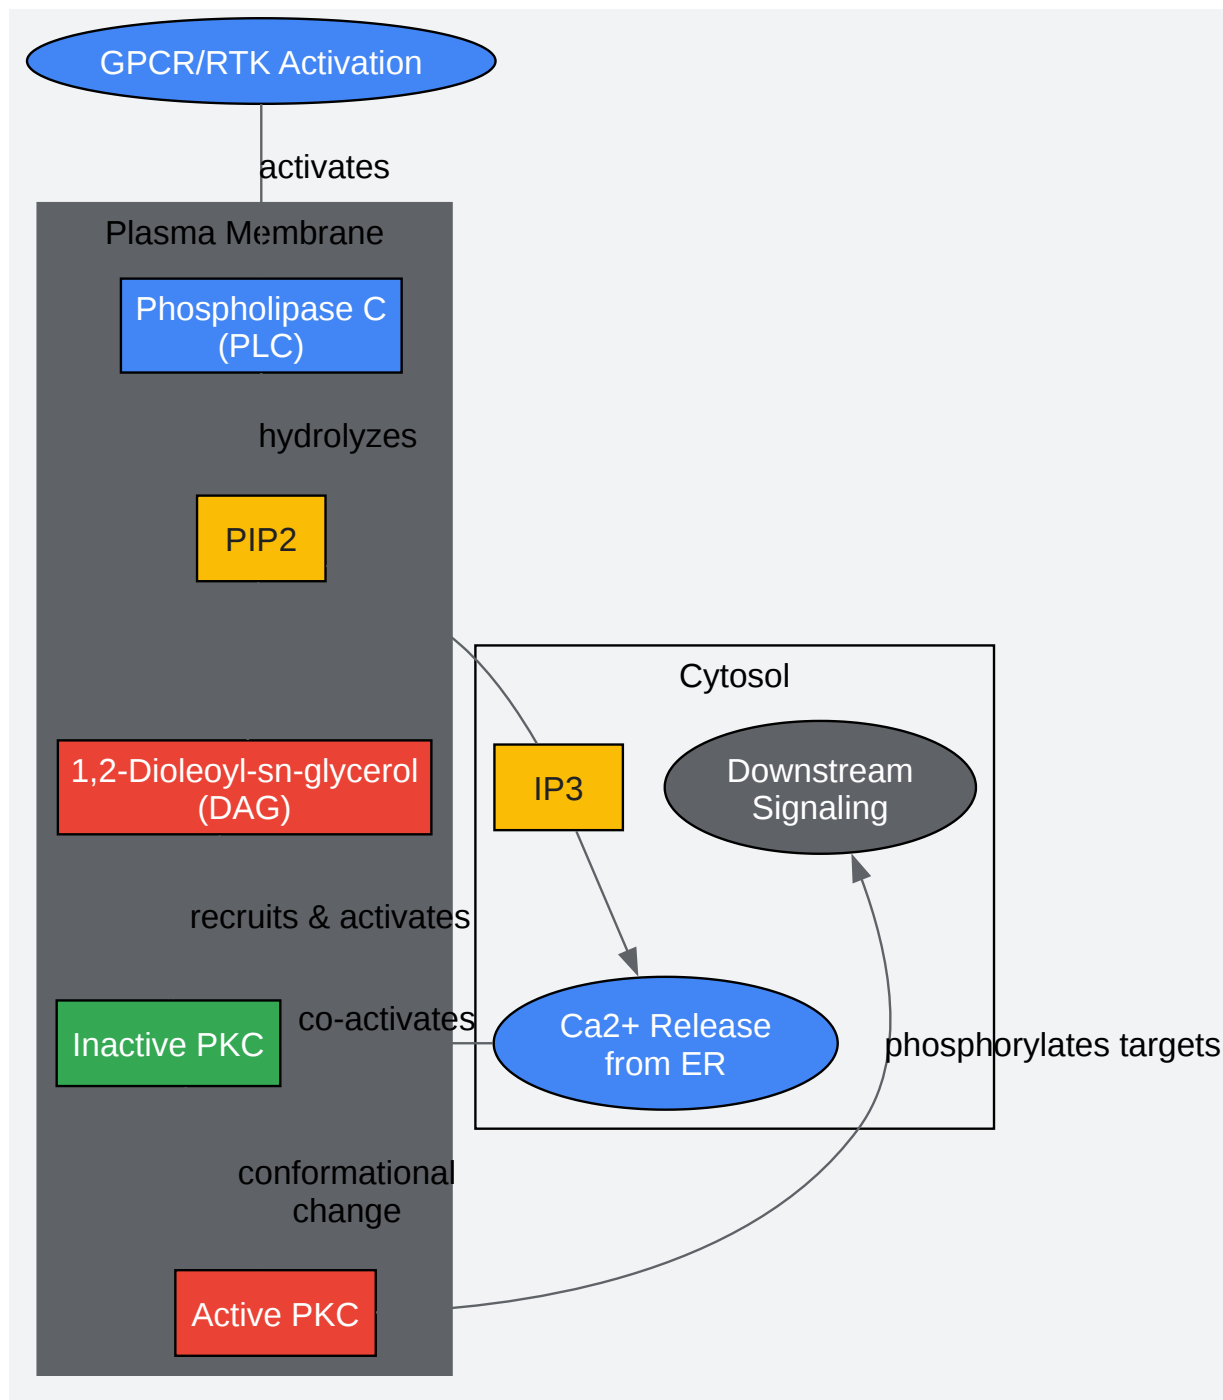 GPCR/RTK Activation
activates
Plasma Membrane
Phospholipase C
(PLC)
hydrolyzes
PIP2
Cytosol
1,2-Dioleoyl-sn-glycerol
(DAG)
IP3
Downstream
Signaling
recruits & activates
Inactive PKC
co-activates
Ca2+ Release
from ER
phosphorylates targets
conformational
change
Active PKC